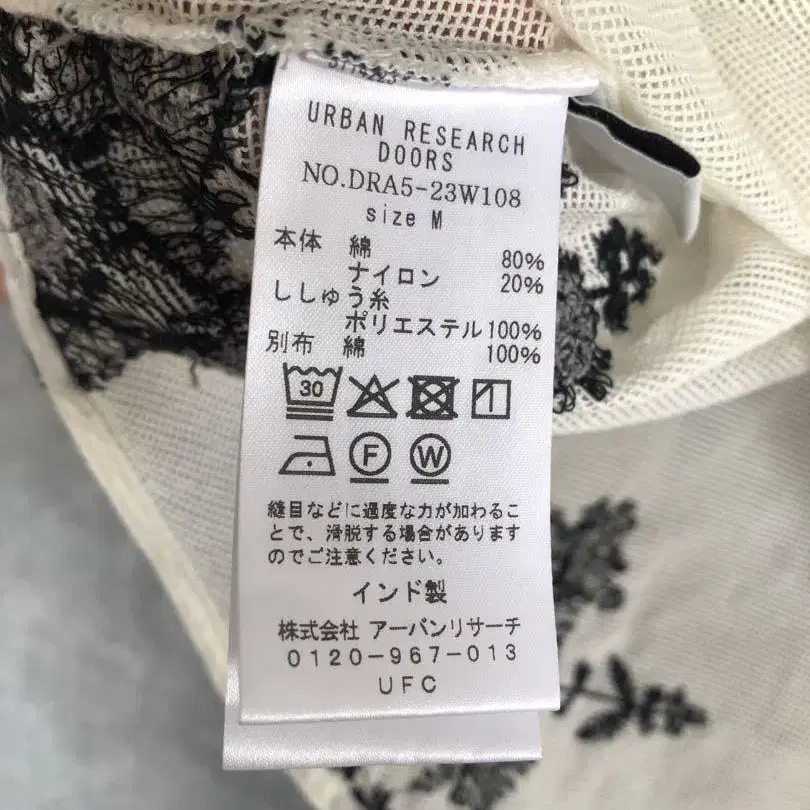 URBAN RESEARCH
DOORS
NO.DRA5-23W108
size M
本体 綿 80%
ナイロン 20%
ししゅう糸
ポリエステル100%
別布 綿 100%
30
F W
縫目などに過度な力が加わるこ
とで、滑脱する場合があります
のでご注意ください。
インド製
株式会社 アーバンリサーチ
0120-967-013
UFC